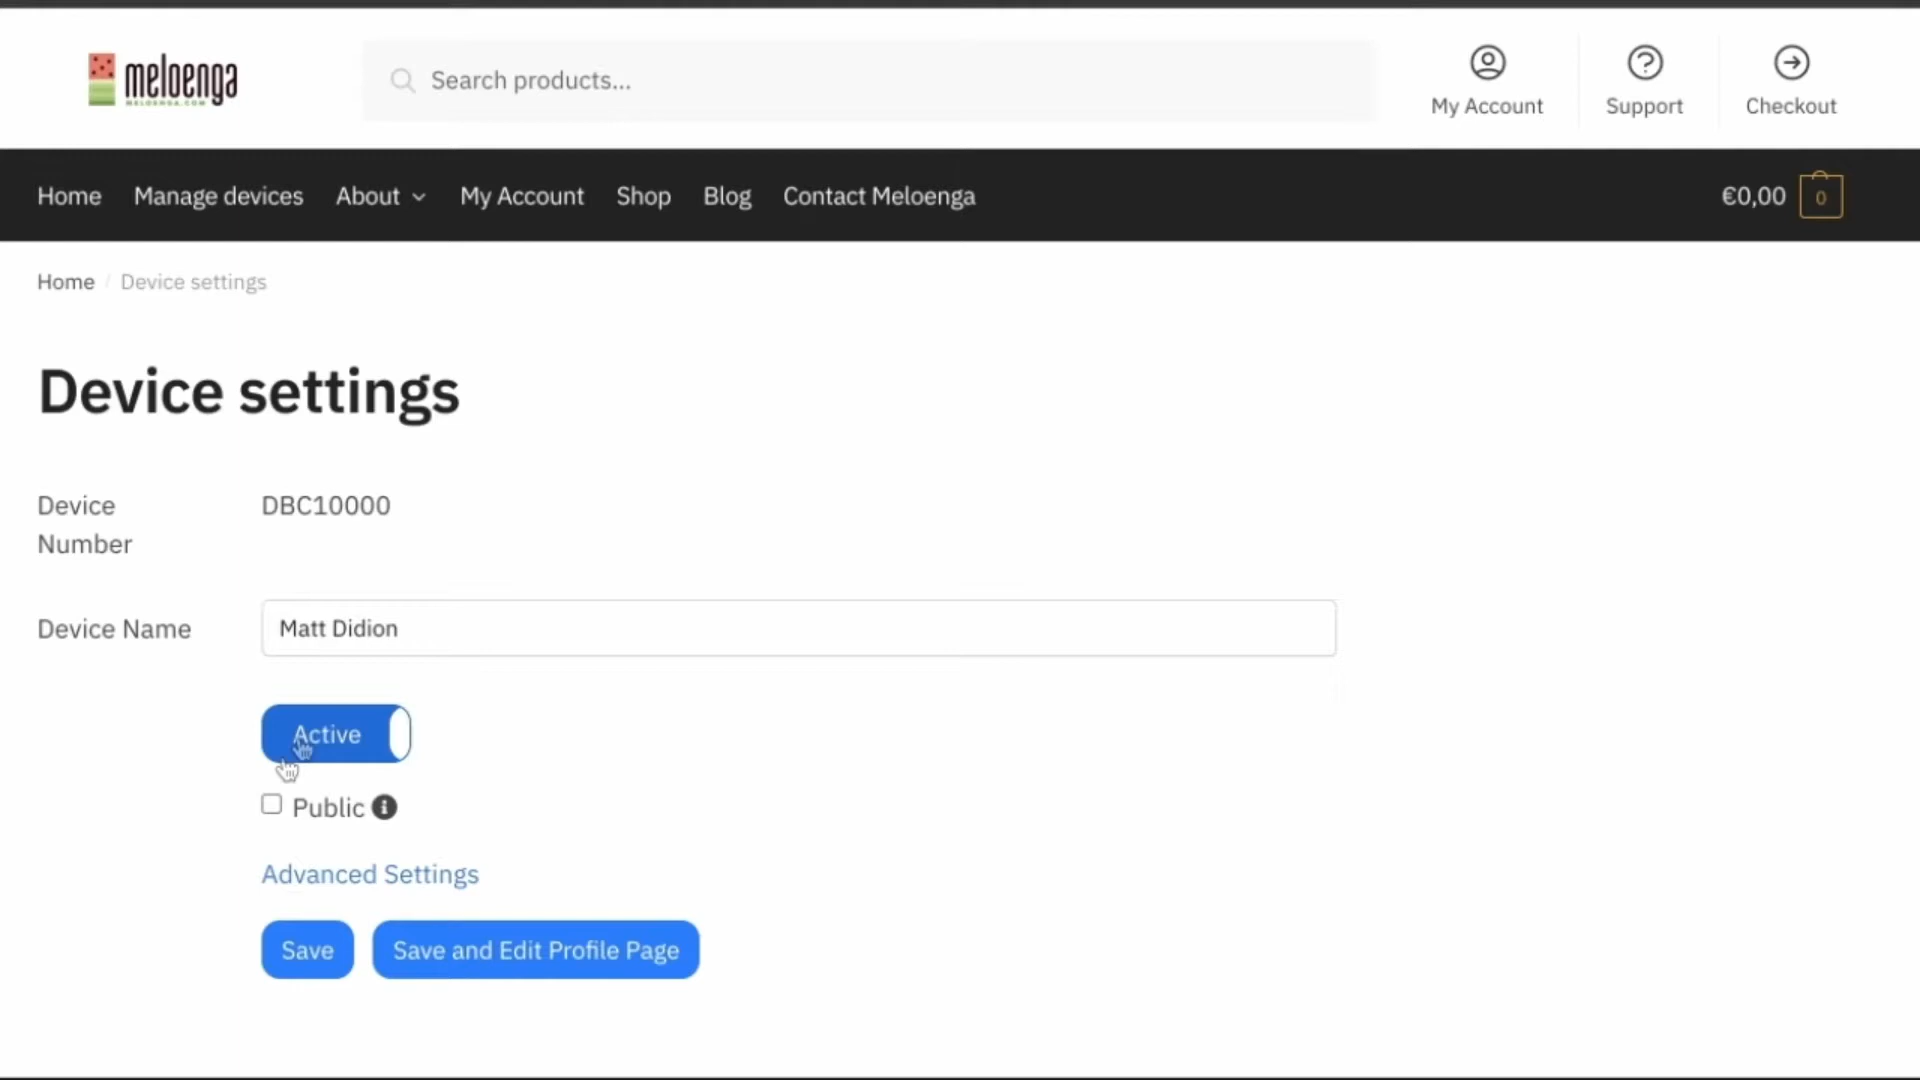 meloenga
MELOENGA.COM
Search products...
My Account
Support
Checkout
Home
Manage devices
About
My Account
Shop
Blog
Contact Meloenga
€0,00
0
Home / Device settings
Device settings
Device
Number
DBC10000
Device Name
Matt Didion
Active
Public
Advanced Settings
Save
Save and Edit Profile Page